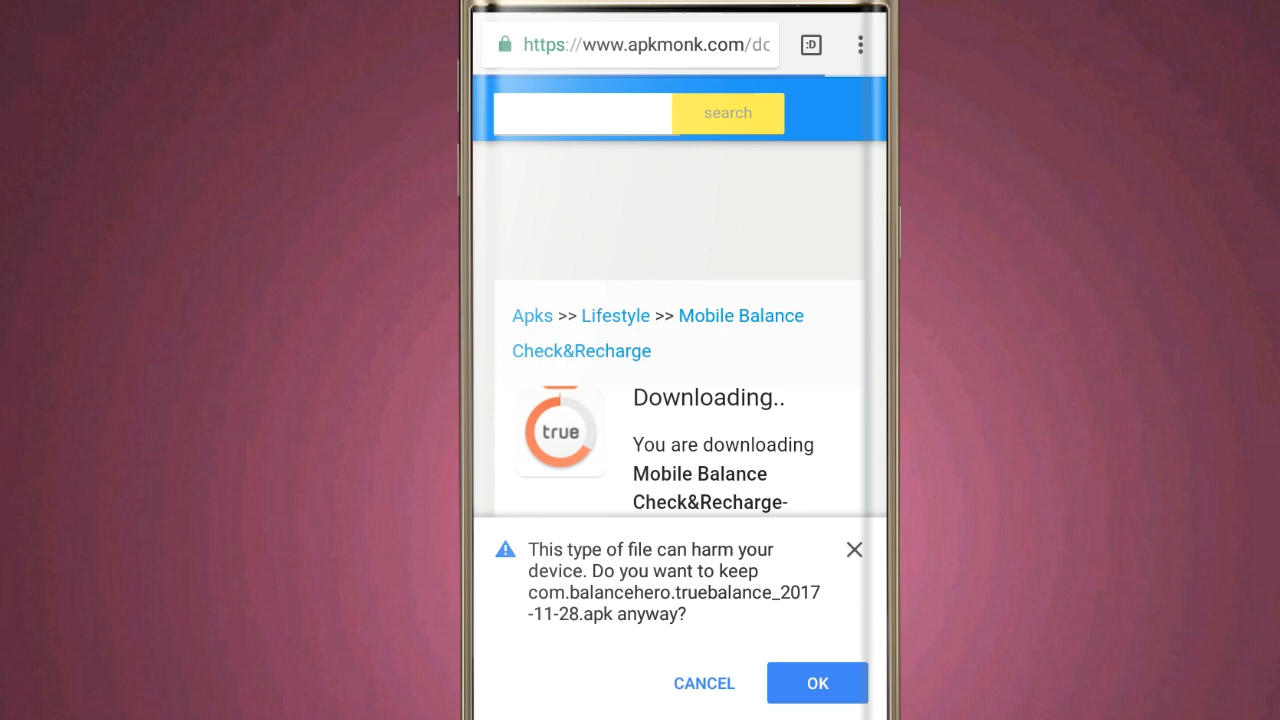 https://www.apkmonk.com/dc
:D
search
Apks >> Lifestyle >> Mobile Balance
Check&Recharge
true
Downloading..
You are downloading
Mobile Balance
Check&Recharge-
This type of file can harm your
device. Do you want to keep
com.balancehero.truebalance_2017
-11-28.apk anyway?
CANCEL
OK